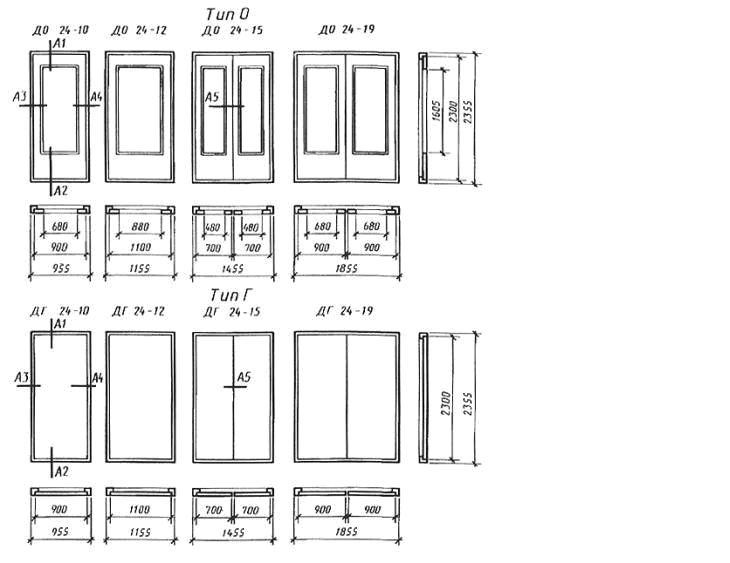 Тип О
ДО 24-10 ДО 24-12 ДО 24-15 ДО 24-19
А1
А3 А4 А5
А2
1605 2300 2355
680 880 480 480 680 680
900 1100 700 700 900 900
955 1155 1455 1855
Тип Г
ДГ 24-10 ДГ 24-12 ДГ 24-15 ДГ 24-19
А1
А3 А4 А5
А2
2300 2355
900 1100 700 700 900 900
955 1155 1455 1855